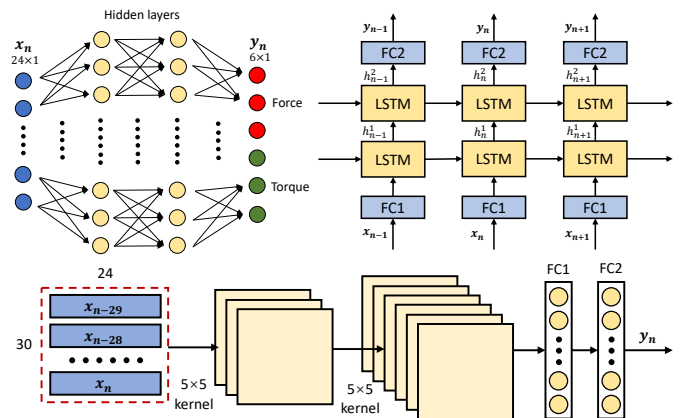 Hidden layers
x_n
24×1
y_n
6×1
Force
Torque
y_{n-1} y_n y_{n+1}
FC2 FC2 FC2
h^2_{n-1} h^2_n h^2_{n+1}
LSTM LSTM LSTM
h^1_{n-1} h^1_n h^1_{n+1}
LSTM LSTM LSTM
FC1 FC1 FC1
x_{n-1} x_n x_{n+1}
24
30
x_{n-29}
x_{n-28}
x_n
5×5
kernel
5×5
kernel
FC1 FC2
y_n